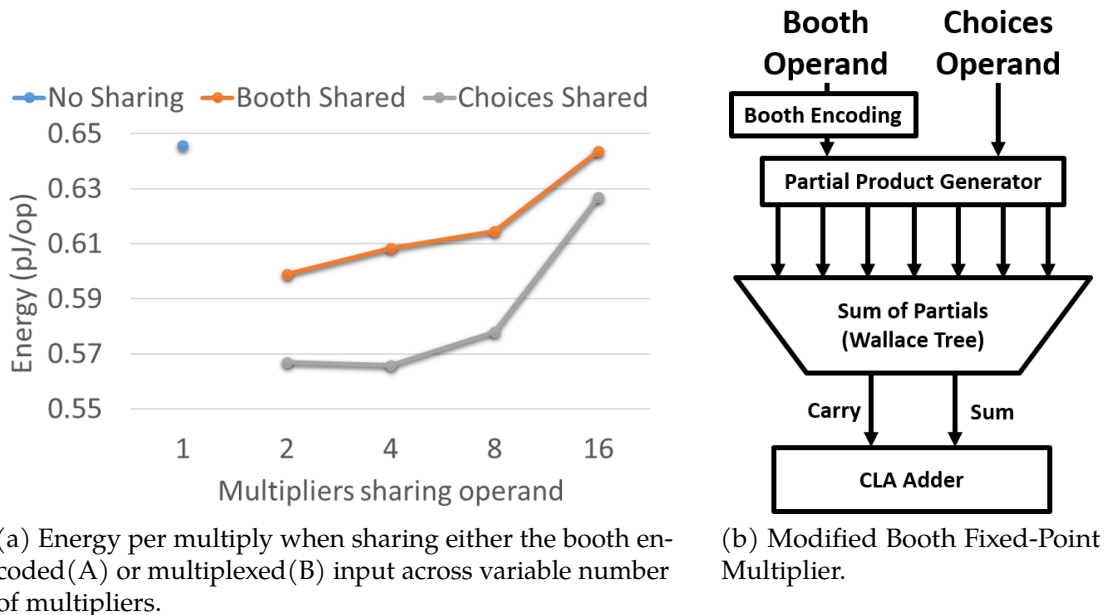 No Sharing Booth Shared Choices Shared
0.65
0.63
0.61
0.59
0.57
0.55
Energy (pJ/op)
1 2 4 8 16
Multipliers sharing operand
(a) Energy per multiply when sharing either the booth en-
coded(A) or multiplexed(B) input across variable number
of multipliers.
Booth
Operand
Choices
Operand
Booth Encoding
Partial Product Generator
Sum of Partials
(Wallace Tree)
Carry
Sum
CLA Adder
(b) Modified Booth Fixed-Point
Multiplier.